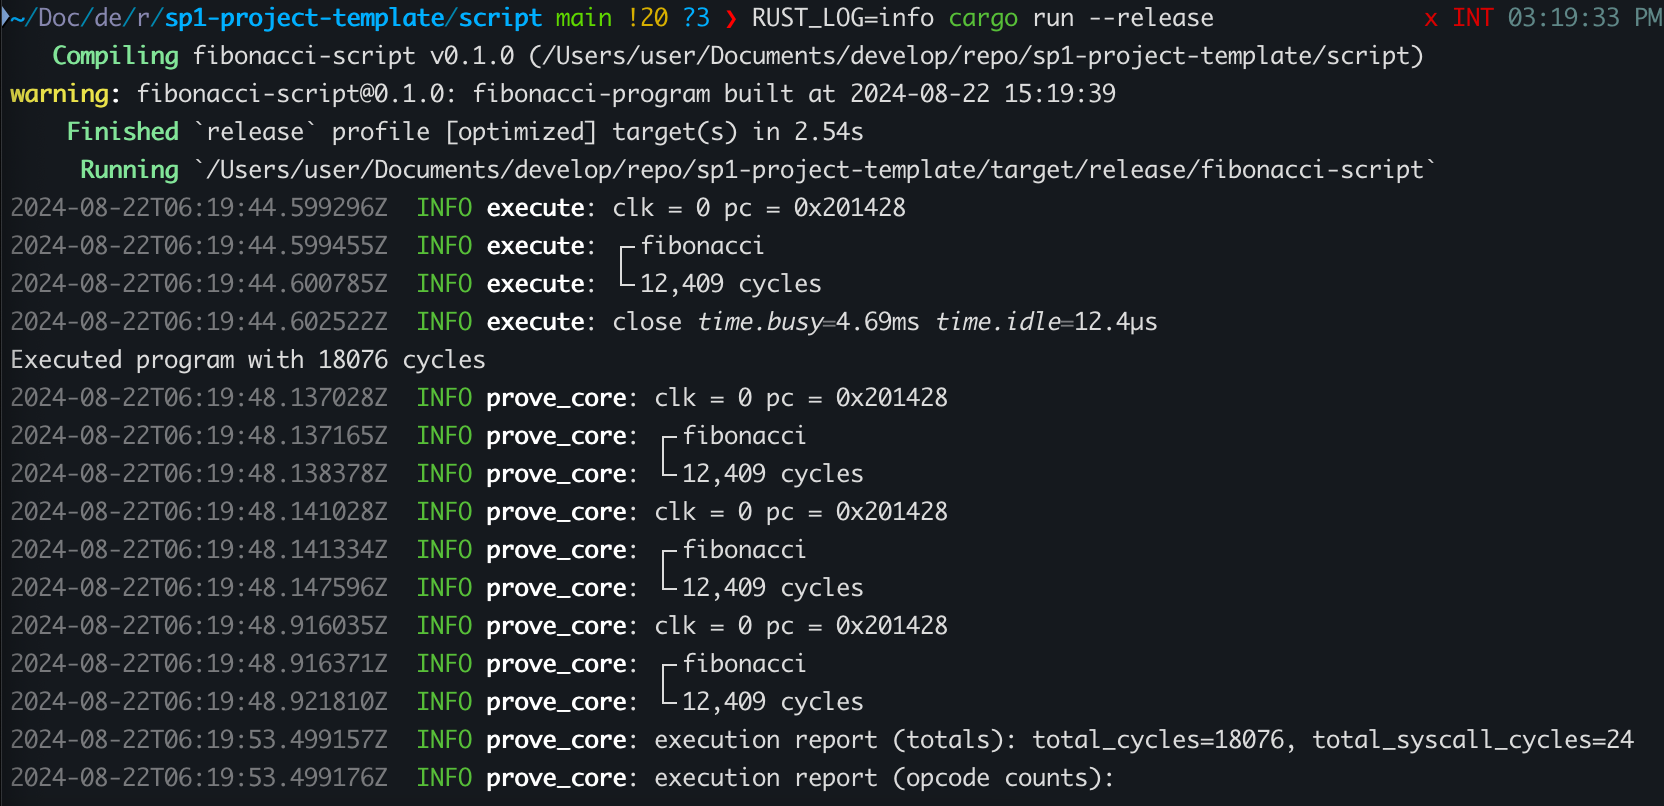 ~/Doc/de/r/sp1-project-template/script main !20 ?3 ❯ RUST_LOG=info cargo run --release x INT 03:19:33 PM
Compiling fibonacci-script v0.1.0 (/Users/user/Documents/develop/repo/sp1-project-template/script)
warning: fibonacci-script@0.1.0: fibonacci-program built at 2024-08-22 15:19:39
Finished `release` profile [optimized] target(s) in 2.54s
Running `/Users/user/Documents/develop/repo/sp1-project-template/target/release/fibonacci-script`
2024-08-22T06:19:44.599296Z  INFO execute: clk = 0 pc = 0x201428
2024-08-22T06:19:44.599455Z  INFO execute: ┌╴fibonacci
2024-08-22T06:19:44.600785Z  INFO execute: └╴12,409 cycles
2024-08-22T06:19:44.602522Z  INFO execute: close time.busy=4.69ms time.idle=12.4µs
Executed program with 18076 cycles
2024-08-22T06:19:48.137028Z  INFO prove_core: clk = 0 pc = 0x201428
2024-08-22T06:19:48.137165Z  INFO prove_core: ┌╴fibonacci
2024-08-22T06:19:48.138378Z  INFO prove_core: └╴12,409 cycles
2024-08-22T06:19:48.141028Z  INFO prove_core: clk = 0 pc = 0x201428
2024-08-22T06:19:48.141334Z  INFO prove_core: ┌╴fibonacci
2024-08-22T06:19:48.147596Z  INFO prove_core: └╴12,409 cycles
2024-08-22T06:19:48.916035Z  INFO prove_core: clk = 0 pc = 0x201428
2024-08-22T06:19:48.916371Z  INFO prove_core: ┌╴fibonacci
2024-08-22T06:19:48.921810Z  INFO prove_core: └╴12,409 cycles
2024-08-22T06:19:53.499157Z  INFO prove_core: execution report (totals): total_cycles=18076, total_syscall_cycles=24
2024-08-22T06:19:53.499176Z  INFO prove_core: execution report (opcode counts):